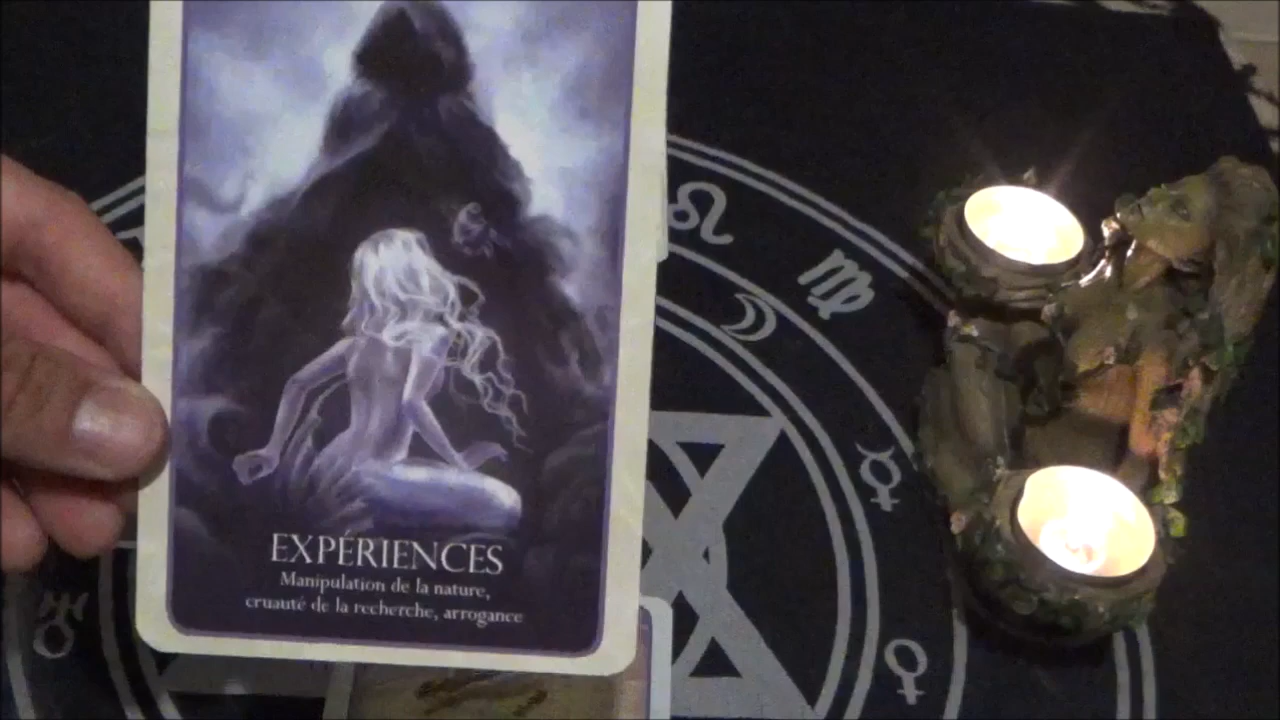 EXPÉRIENCES
Manipulation de la nature,
cruauté de la recherche, arrogance